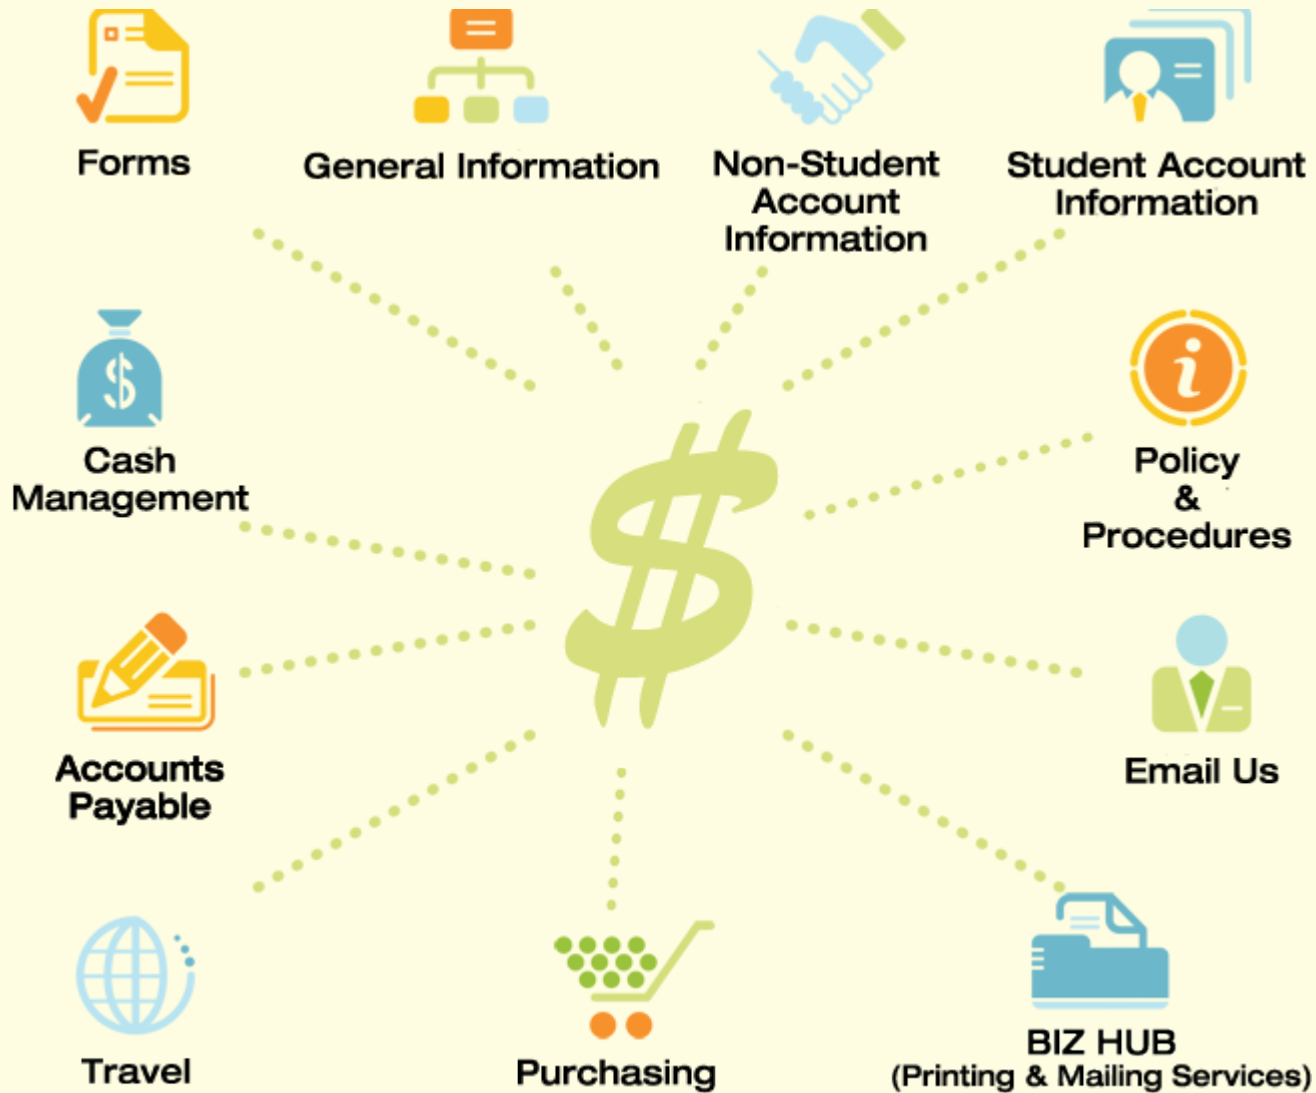 Forms
General Information
Non-Student
Account
Information
Student Account
Information
$
Cash
Management
i
Policy
&
Procedures
$
Accounts
Payable
Email Us
Travel
Purchasing
BIZ HUB
(Printing & Mailing Services)